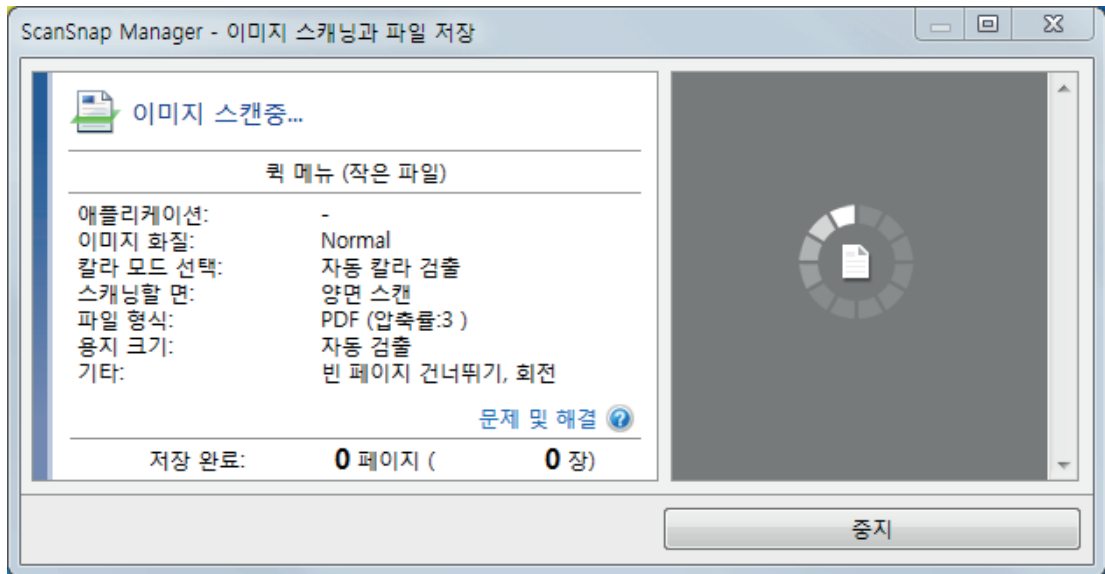 ScanSnap Manager - 이미지 스캐닝과 파일 저장
이미지 스캔중...
퀵 메뉴 (작은 파일)
애플리케이션: -
이미지 화질: Normal
칼라 모드 선택: 자동 칼라 검출
스캐닝할 면: 양면 스캔
파일 형식: PDF (압축률:3 )
용지 크기: 자동 검출
기타: 빈 페이지 건너뛰기, 회전
문제 및 해결 ?
저장 완료: 0 페이지 ( 0 장)
중지